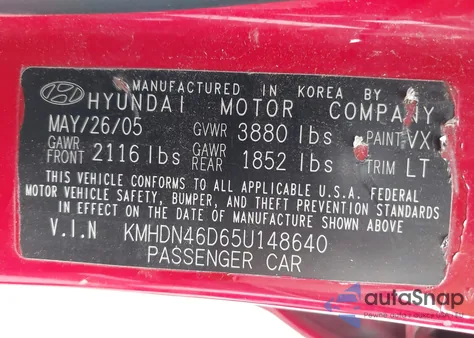 MANUFACTURED IN KOREA BY
HYUNDAI MOTOR COMPANY
MAY/26/05 GVWR 3880 lbs PAINT VX
GAWR FRONT 2116 lbs GAWR REAR 1852 lbs TRIM LT
THIS VEHICLE CONFORMS TO ALL APPLICABLE U.S.A. FEDERAL
MOTOR VEHICLE SAFETY, BUMPER, AND THEFT PREVENTION STANDARDS
IN EFFECT ON THE DATE OF MANUFACTURE SHOWN ABOVE
V.I.N KMHDN46D65U148640
PASSENGER CAR
autoSnap